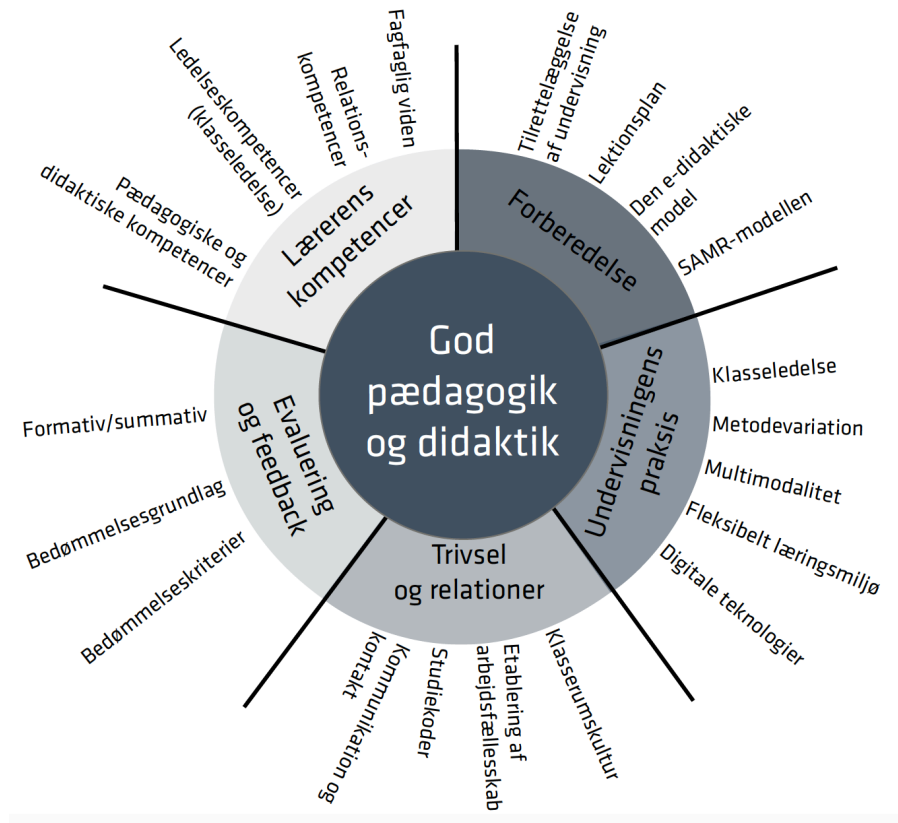 God
pædagogik
og didaktik
Forberedelse
Tilrettelæggelse
af undervisning
Lektionsplan
Den e-didaktiske
model
SAMR-modellen
Undervisningens
praksis
Klasseledelse
Metodevariation
Multimodalitet
Fleksibelt læringsmiljø
Digitale teknologier
Trivsel
og relationer
Klasserumskultur
Etablering af
arbejdsfællesskab
Studiekoder
Kommunikation og
kontakt
Evaluering
og feedback
Bedømmelseskriterier
Bedømmelsesgrundlag
Formativ/summativ
Lærerens
kompetencer
Pædagogiske og
didaktiske kompetencer
Ledelseskompetencer
(klasseledelse)
Relations-
kompetencer
Fagfaglig viden